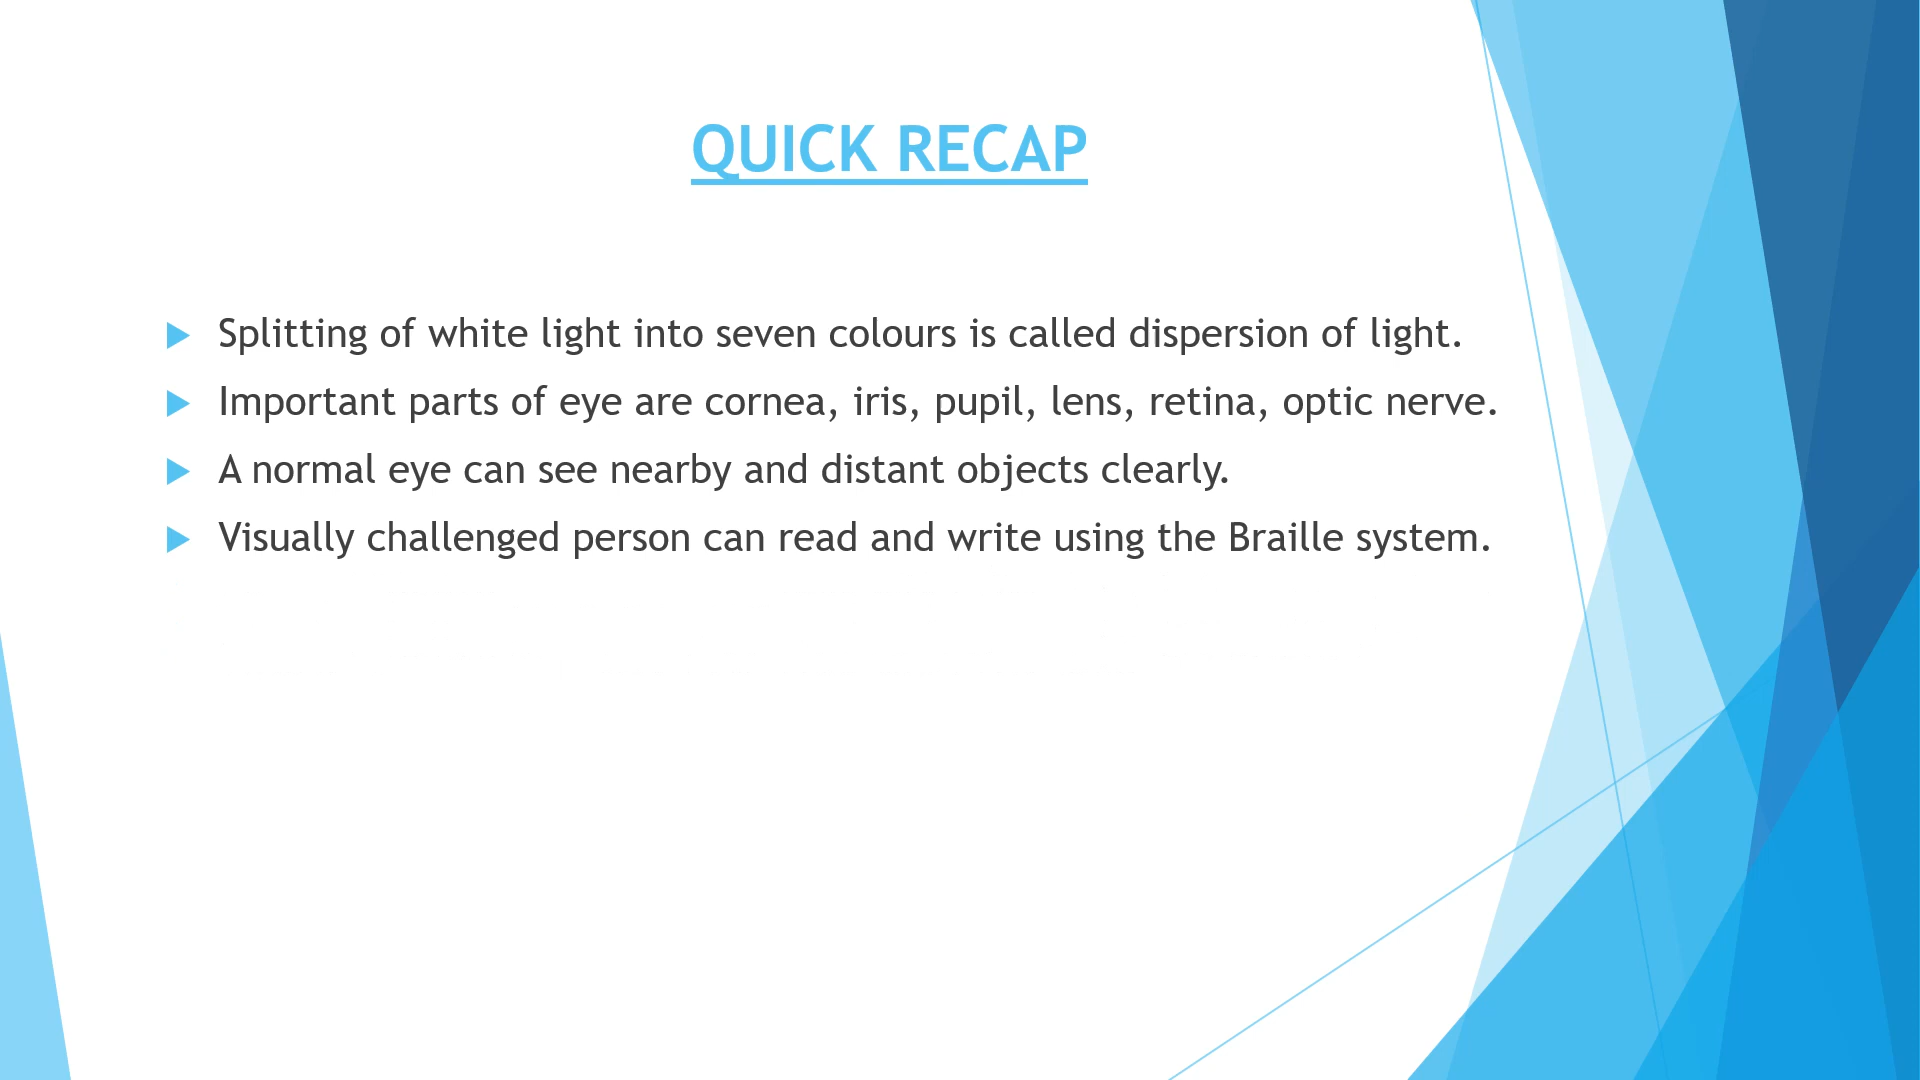 QUICK RECAP
Splitting of white light into seven colours is called dispersion of light.
Important parts of eye are cornea, iris, pupil, lens, retina, optic nerve.
A normal eye can see nearby and distant objects clearly.
Visually challenged person can read and write using the Braille system.